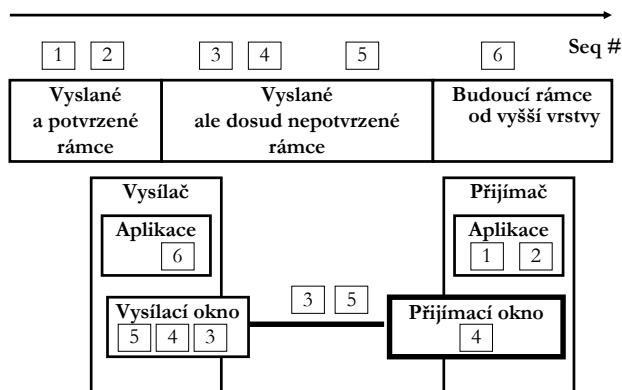 1 2 3 4 5 6 Seq #
Vyslané
a potvrzené
rámce
Vyslané
ale dosud nepotvrzené
rámce
Budoucí rámce
od vyšší vrstvy
Vysílač
Aplikace
6
Vysílací okno
5 4 3
3 5
Přijímač
Aplikace
1 2
Přijímací okno
4